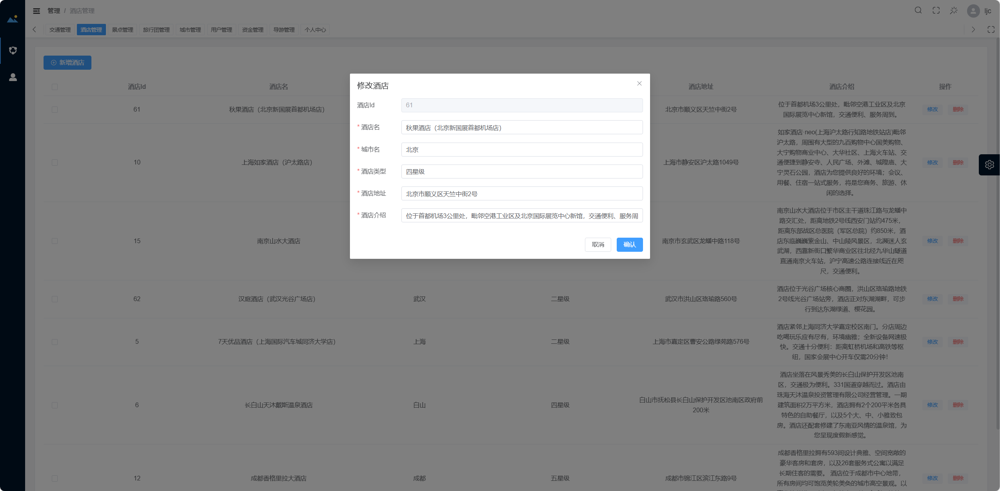 管理 / 酒店管理
ljc
交通管理 酒店管理 景点管理 旅行团管理 城市管理 用户管理 资金管理 导游管理 个人中心
新增酒店
酒店Id 酒店名 酒店地址 酒店介绍 操作
61 秋果酒店（北京新国展首都机场店） 北京市顺义区天竺中街2号
位于首都机场3公里处，毗邻空港工业区及北京
国际展览中心新馆，交通便利、服务周到。
修改 删除
10 上海如家酒店（沪太路店） 上海市静安区沪太路1049号
如家酒店·neo(上海沪太路行知路地铁站店)毗邻
沪太路，周围有大型的九百购物中心国美购物、
大宁购物商业中心、大华社区、上海火车站、交
通便捷到静安寺、人民广场、外滩、城隍庙、大
宁灵石公园，酒店为您提供良好的环境；会议、
用餐、住宿一站式服务，将是您商务、旅游、休
闲的选择。
修改 删除
15 南京山水大酒店 南京市玄武区龙蟠中路118号
南京山水大酒店位于市区主干道珠江路与龙蟠中
路交汇处，距离地铁2号线西安门站约475米，
距离东部战区总医院（军区总院）约850米，酒
店东临巍巍紫金山、中山陵风景区，北濒迷人玄
武湖，西靠新街口繁华商业区往北经九华山隧道
直通南京火车站，沪宁高速公路连接线近在咫
尺，交通便利。
修改 删除
62 汉庭酒店（武汉光谷广场店） 武汉 二星级 武汉市洪山区珞瑜路560号
酒店位于光谷广场核心商圈，洪山区珞瑜路地铁
2号线光谷广场站旁，酒店正对东湖湖畔，可步
行到达东湖绿道、樱花园。
修改 删除
5 7天优品酒店（上海国际汽车城同济大学店） 上海 二星级 上海市嘉定区曹安公路绿苑路576号
酒店紧邻上海同济大学嘉定校区南门。分店周边
吃喝玩乐应有尽有，环境幽雅；全新设备网速极
快。交通十分便利：距离虹桥机场和高铁等枢
纽，国家会展中心开车仅需20分钟！
修改 删除
6 长白山天沐戴斯温泉酒店 白山 四星级
白山市抚松县长白山保护开发区池南区政府前
200米
酒店坐落在风景秀美的长白山保护开发区池南
区，交通极为便利。331国道穿越而过。酒店由
珠海天沐温泉投资管理有限公司经营管理。一期
建筑面积2万平方米，酒店拥有2个200平米各具
特色的自助餐厅，以及5个大、中、小雅致包
房。酒店还配套修建了东南亚风情的温泉馆，为
您呈现度假新感觉。
修改 删除
12 成都香格里拉大酒店 成都 五星级 成都市锦江区滨江东路9号
成都香格里拉拥有593间设计典雅、空间宽敞的
豪华客房和套房，以及26套服务式公寓以满足
长期住客的需要。 酒店位于成都市中心地带，
所有房间均可饱览美轮美奂的城市高空景观。以
修改 删除
修改酒店
酒店Id 61
* 酒店名 秋果酒店（北京新国展首都机场店）
* 城市名 北京
* 酒店类型 四星级
* 酒店地址 北京市顺义区天竺中街2号
* 酒店介绍 位于首都机场3公里处，毗邻空港工业区及北京国际展览中心新馆，交通便利、服务周
取消 确认